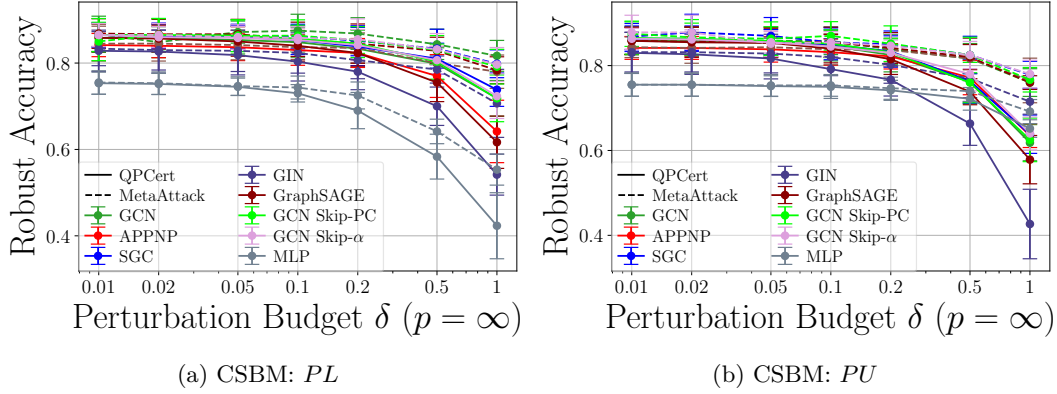 Robust Accuracy
0.8
0.6
0.4
QPCert
MetaAttack
GCN
APPNP
SGC
GIN
GraphSAGE
GCN Skip-PC
GCN Skip-α
MLP
0.01 0.02 0.05 0.1 0.2 0.5 1
Perturbation Budget δ (p = ∞)
(a) CSBM: PL
Robust Accuracy
0.8
0.6
0.4
QPCert
MetaAttack
GCN
APPNP
SGC
GIN
GraphSAGE
GCN Skip-PC
GCN Skip-α
MLP
0.01 0.02 0.05 0.1 0.2 0.5 1
Perturbation Budget δ (p = ∞)
(b) CSBM: PU